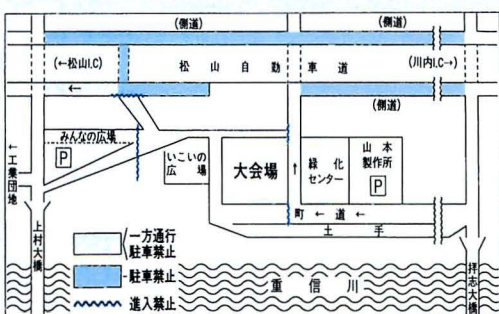 (側道)
(側道)
(←松山I.C)
松山自動車道
(川内I.C→)
←
(側道)
みんなの広場
P
いこいの
広場
大会場
↑
緑化
センター
山本
製作所
P
←工業団地
町←道←
土手
上村大橋
一方通行
駐車禁止
駐車禁止
進入禁止
重信川
拝志大橋